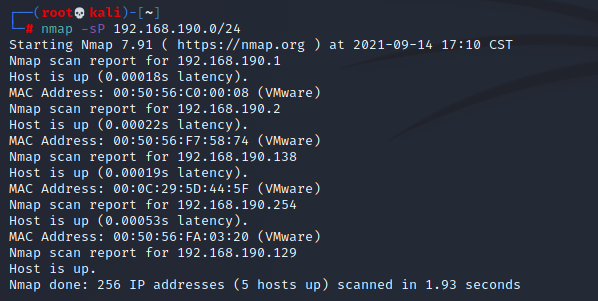 ┌──(root💀kali)-[~]
└─# nmap -sP 192.168.190.0/24
Starting Nmap 7.91 ( https://nmap.org ) at 2021-09-14 17:10 CST
Nmap scan report for 192.168.190.1
Host is up (0.00018s latency).
MAC Address: 00:50:56:C0:00:08 (VMware)
Nmap scan report for 192.168.190.2
Host is up (0.00022s latency).
MAC Address: 00:50:56:F7:58:74 (VMware)
Nmap scan report for 192.168.190.138
Host is up (0.00019s latency).
MAC Address: 00:0C:29:5D:44:5F (VMware)
Nmap scan report for 192.168.190.254
Host is up (0.00053s latency).
MAC Address: 00:50:56:FA:03:20 (VMware)
Nmap scan report for 192.168.190.129
Host is up.
Nmap done: 256 IP addresses (5 hosts up) scanned in 1.93 seconds